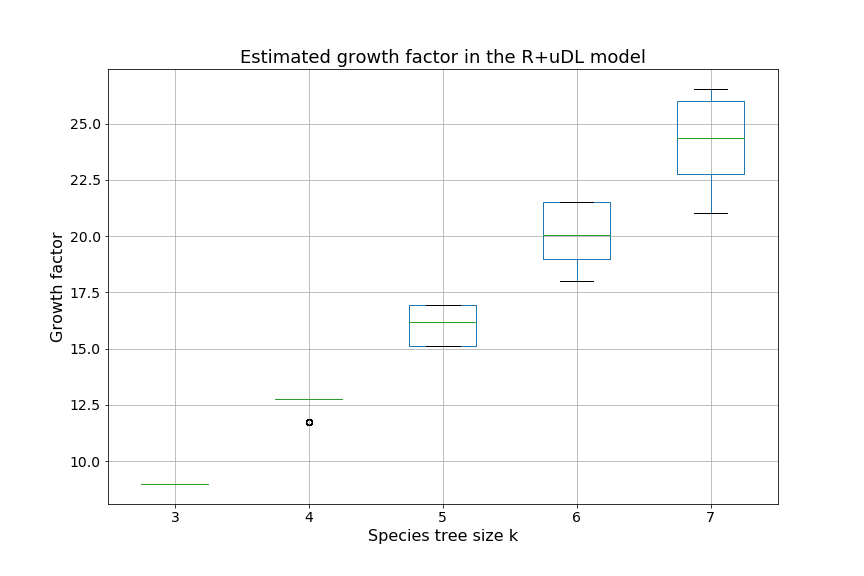 Estimated growth factor in the R+uDL model
Growth factor
25.0
22.5
20.0
17.5
15.0
12.5
10.0
3 4 5 6 7
Species tree size k